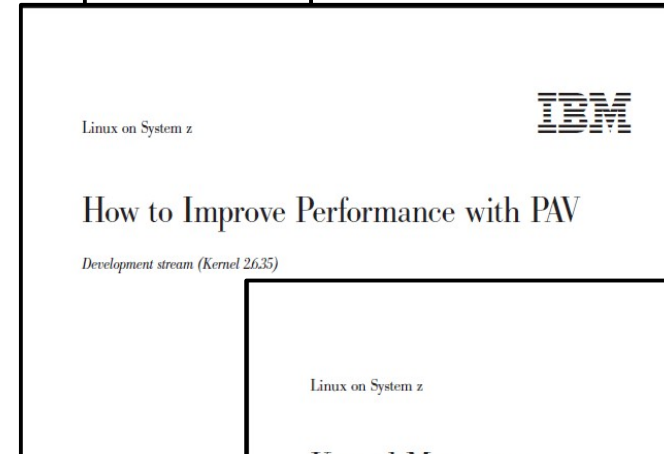 Linux on System z
IBM
How to Improve Performance with PAV
Development stream (Kernel 2.6.35)
Linux on System z